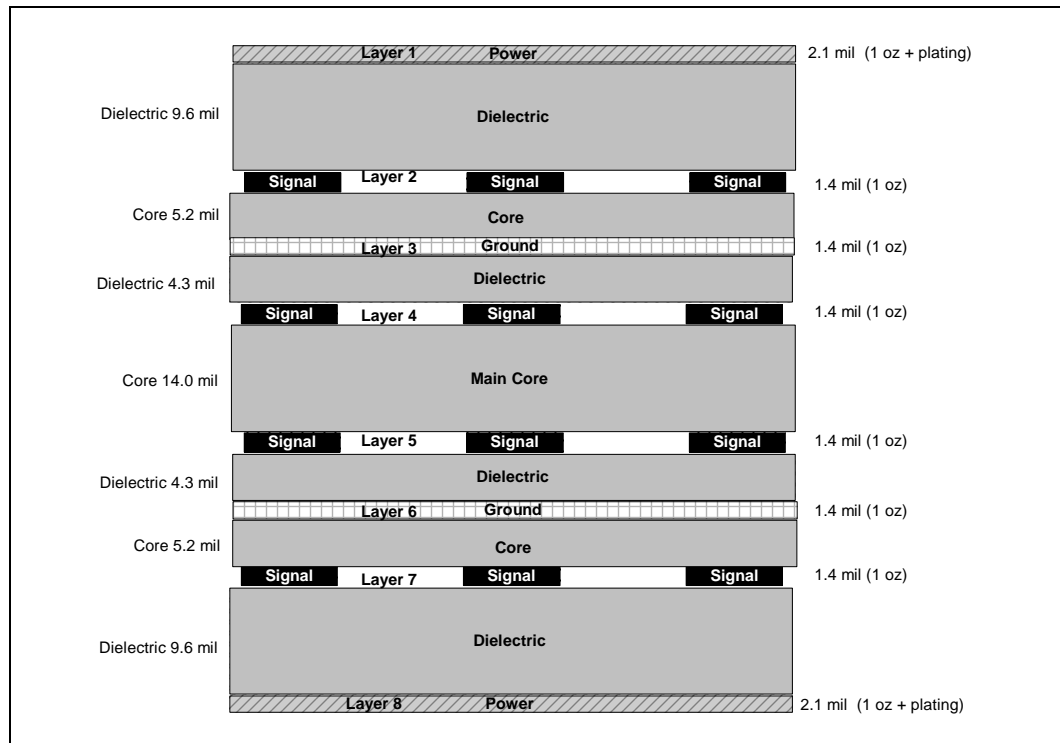 Layer 1 Power 2.1 mil (1 oz + plating)
Dielectric 9.6 mil Dielectric
Signal Layer 2 Signal Signal 1.4 mil (1 oz)
Core 5.2 mil Core
Layer 3 Ground 1.4 mil (1 oz)
Dielectric 4.3 mil Dielectric
Signal Layer 4 Signal Signal 1.4 mil (1 oz)
Core 14.0 mil Main Core
Signal Layer 5 Signal Signal 1.4 mil (1 oz)
Dielectric 4.3 mil Dielectric
Layer 6 Ground 1.4 mil (1 oz)
Core 5.2 mil Core
Signal Layer 7 Signal Signal 1.4 mil (1 oz)
Dielectric 9.6 mil Dielectric
Layer 8 Power 2.1 mil (1 oz + plating)